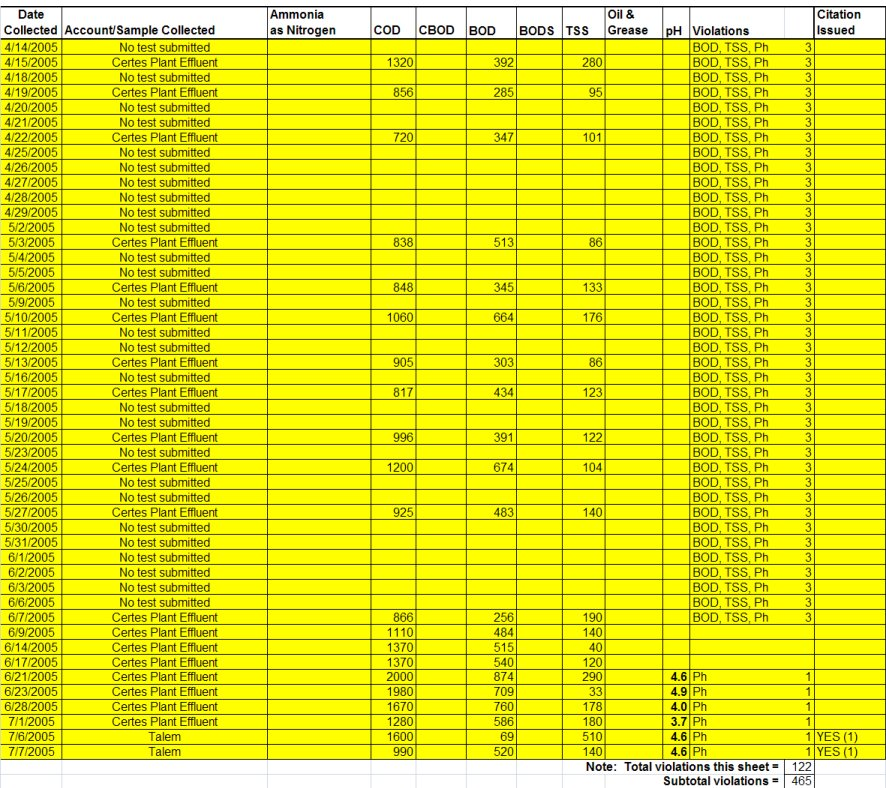 Date Ammonia Oil & Citation
Collected Account/Sample Collected as Nitrogen COD CBOD BOD BODS TSS Grease pH Violations Issued
4/14/2005 No test submitted BOD, TSS, Ph 3
4/15/2005 Certes Plant Effluent 1320 392 280 BOD, TSS, Ph 3
4/18/2005 No test submitted BOD, TSS, Ph 3
4/19/2005 Certes Plant Effluent 856 285 95 BOD, TSS, Ph 3
4/20/2005 No test submitted BOD, TSS, Ph 3
4/21/2005 No test submitted BOD, TSS, Ph 3
4/22/2005 Certes Plant Effluent 720 347 101 BOD, TSS, Ph 3
4/25/2005 No test submitted BOD, TSS, Ph 3
4/26/2005 No test submitted BOD, TSS, Ph 3
4/27/2005 No test submitted BOD, TSS, Ph 3
4/28/2005 No test submitted BOD, TSS, Ph 3
4/29/2005 No test submitted BOD, TSS, Ph 3
5/2/2005 No test submitted BOD, TSS, Ph 3
5/3/2005 Certes Plant Effluent 838 513 86 BOD, TSS, Ph 3
5/4/2005 No test submitted BOD, TSS, Ph 3
5/5/2005 No test submitted BOD, TSS, Ph 3
5/6/2005 Certes Plant Effluent 848 345 133 BOD, TSS, Ph 3
5/9/2005 No test submitted BOD, TSS, Ph 3
5/10/2005 Certes Plant Effluent 1060 664 176 BOD, TSS, Ph 3
5/11/2005 No test submitted BOD, TSS, Ph 3
5/12/2005 No test submitted BOD, TSS, Ph 3
5/13/2005 Certes Plant Effluent 905 303 86 BOD, TSS, Ph 3
5/16/2005 No test submitted BOD, TSS, Ph 3
5/17/2005 Certes Plant Effluent 817 434 123 BOD, TSS, Ph 3
5/18/2005 No test submitted BOD, TSS, Ph 3
5/19/2005 No test submitted BOD, TSS, Ph 3
5/20/2005 Certes Plant Effluent 996 391 122 BOD, TSS, Ph 3
5/23/2005 No test submitted BOD, TSS, Ph 3
5/24/2005 Certes Plant Effluent 1200 674 104 BOD, TSS, Ph 3
5/25/2005 No test submitted BOD, TSS, Ph 3
5/26/2005 No test submitted BOD, TSS, Ph 3
5/27/2005 Certes Plant Effluent 925 483 140 BOD, TSS, Ph 3
5/30/2005 No test submitted BOD, TSS, Ph 3
5/31/2005 No test submitted BOD, TSS, Ph 3
6/1/2005 No test submitted BOD, TSS, Ph 3
6/2/2005 No test submitted BOD, TSS, Ph 3
6/3/2005 No test submitted BOD, TSS, Ph 3
6/6/2005 No test submitted BOD, TSS, Ph 3
6/7/2005 Certes Plant Effluent 866 256 190 BOD, TSS, Ph 3
6/9/2005 Certes Plant Effluent 1110 484 140
6/14/2005 Certes Plant Effluent 1370 515 40
6/17/2005 Certes Plant Effluent 1370 540 120
6/21/2005 Certes Plant Effluent 2000 874 290 4.6 Ph 1
6/23/2005 Certes Plant Effluent 1980 709 33 4.9 Ph 1
6/28/2005 Certes Plant Effluent 1670 760 178 4.0 Ph 1
7/1/2005 Certes Plant Effluent 1280 586 180 3.7 Ph 1
7/6/2005 Talem 1600 69 510 4.6 Ph 1 YES (1)
7/7/2005 Talem 990 520 140 4.6 Ph 1 YES (1)
Note: Total violations this sheet = 122
Subtotal violations = 465